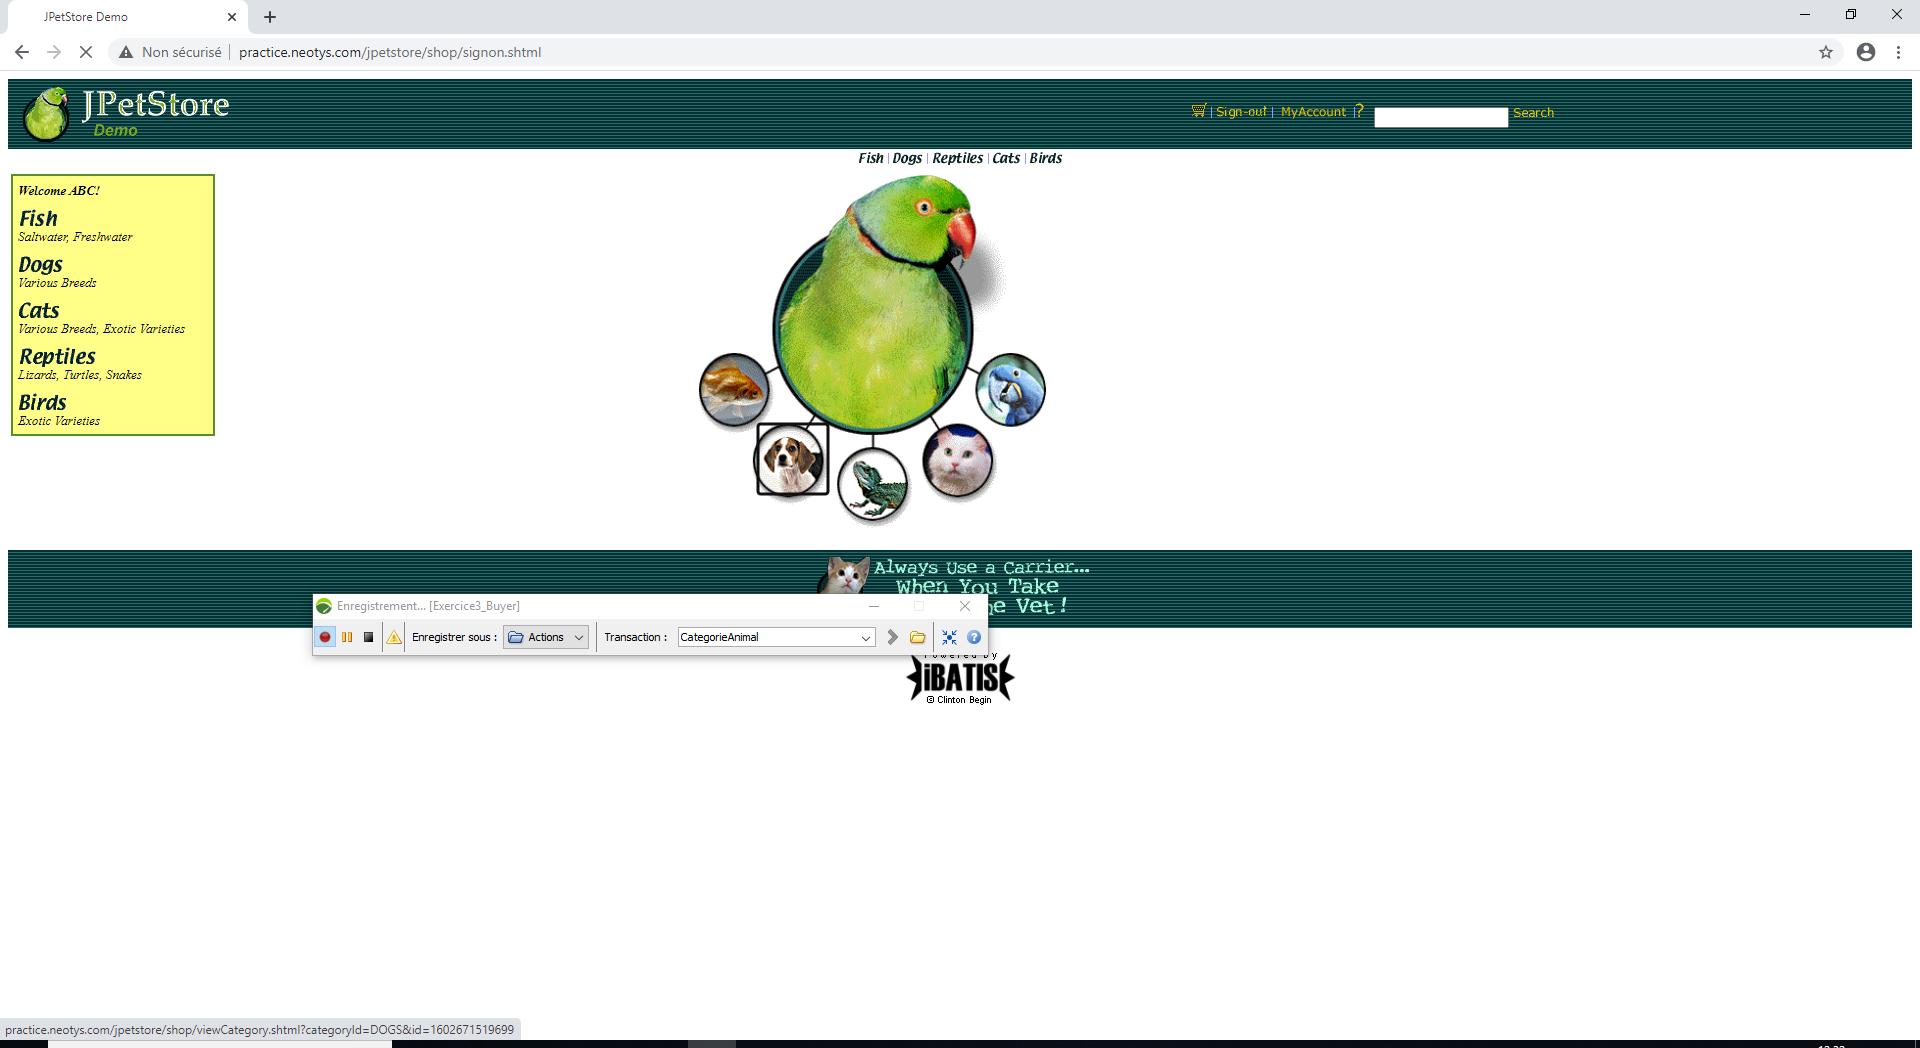 JPetStore Demo
Non sécurisé
practice.neotys.com/jpetstore/shop/signon.shtml
JPetStore
Demo
| Sign-out | MyAccount | ?
Search
Fish | Dogs | Reptiles | Cats | Birds
Welcome ABC!
Fish
Saltwater, Freshwater
Dogs
Various Breeds
Cats
Various Breeds, Exotic Varieties
Reptiles
Lizards, Turtles, Snakes
Birds
Exotic Varieties
Always Use a Carrier...
When You Take
he Vet!
Enregistrement... [Exercice3_Buyer]
Enregistrer sous :
Actions
Transaction :
CategorieAnimal
Powered by
iBATIS
© Clinton Begin
practice.neotys.com/jpetstore/shop/viewCategory.shtml?categoryId=DOGS&id=1602671519699